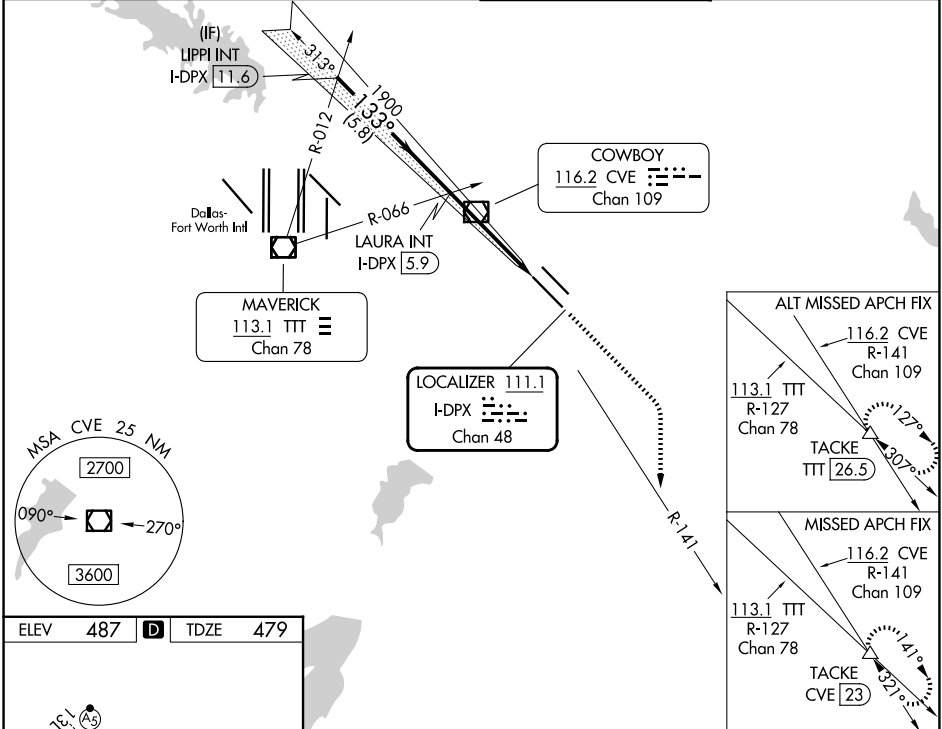 (IF)
LIPPI INT
I-DPX 11.6
313°
1900
133°
(5.8)
R-012
COWBOY
116.2 CVE
Chan 109
Dallas-
Fort Worth Intl
R-066
LAURA INT
I-DPX 5.9
MAVERICK
113.1 TTT
Chan 78
LOCALIZER 111.1
I-DPX
Chan 48
R-141
ALT MISSED APCH FIX
116.2 CVE
R-141
Chan 109
113.1 TTT
R-127
Chan 78
127°
307°
TACKE
TTT 26.5
MSA CVE 25 NM
2700
090°
270°
3600
MISSED APCH FIX
116.2 CVE
R-141
Chan 109
113.1 TTT
R-127
Chan 78
141°
321°
TACKE
CVE 23
ELEV 487 D TDZE 479
13L
A5